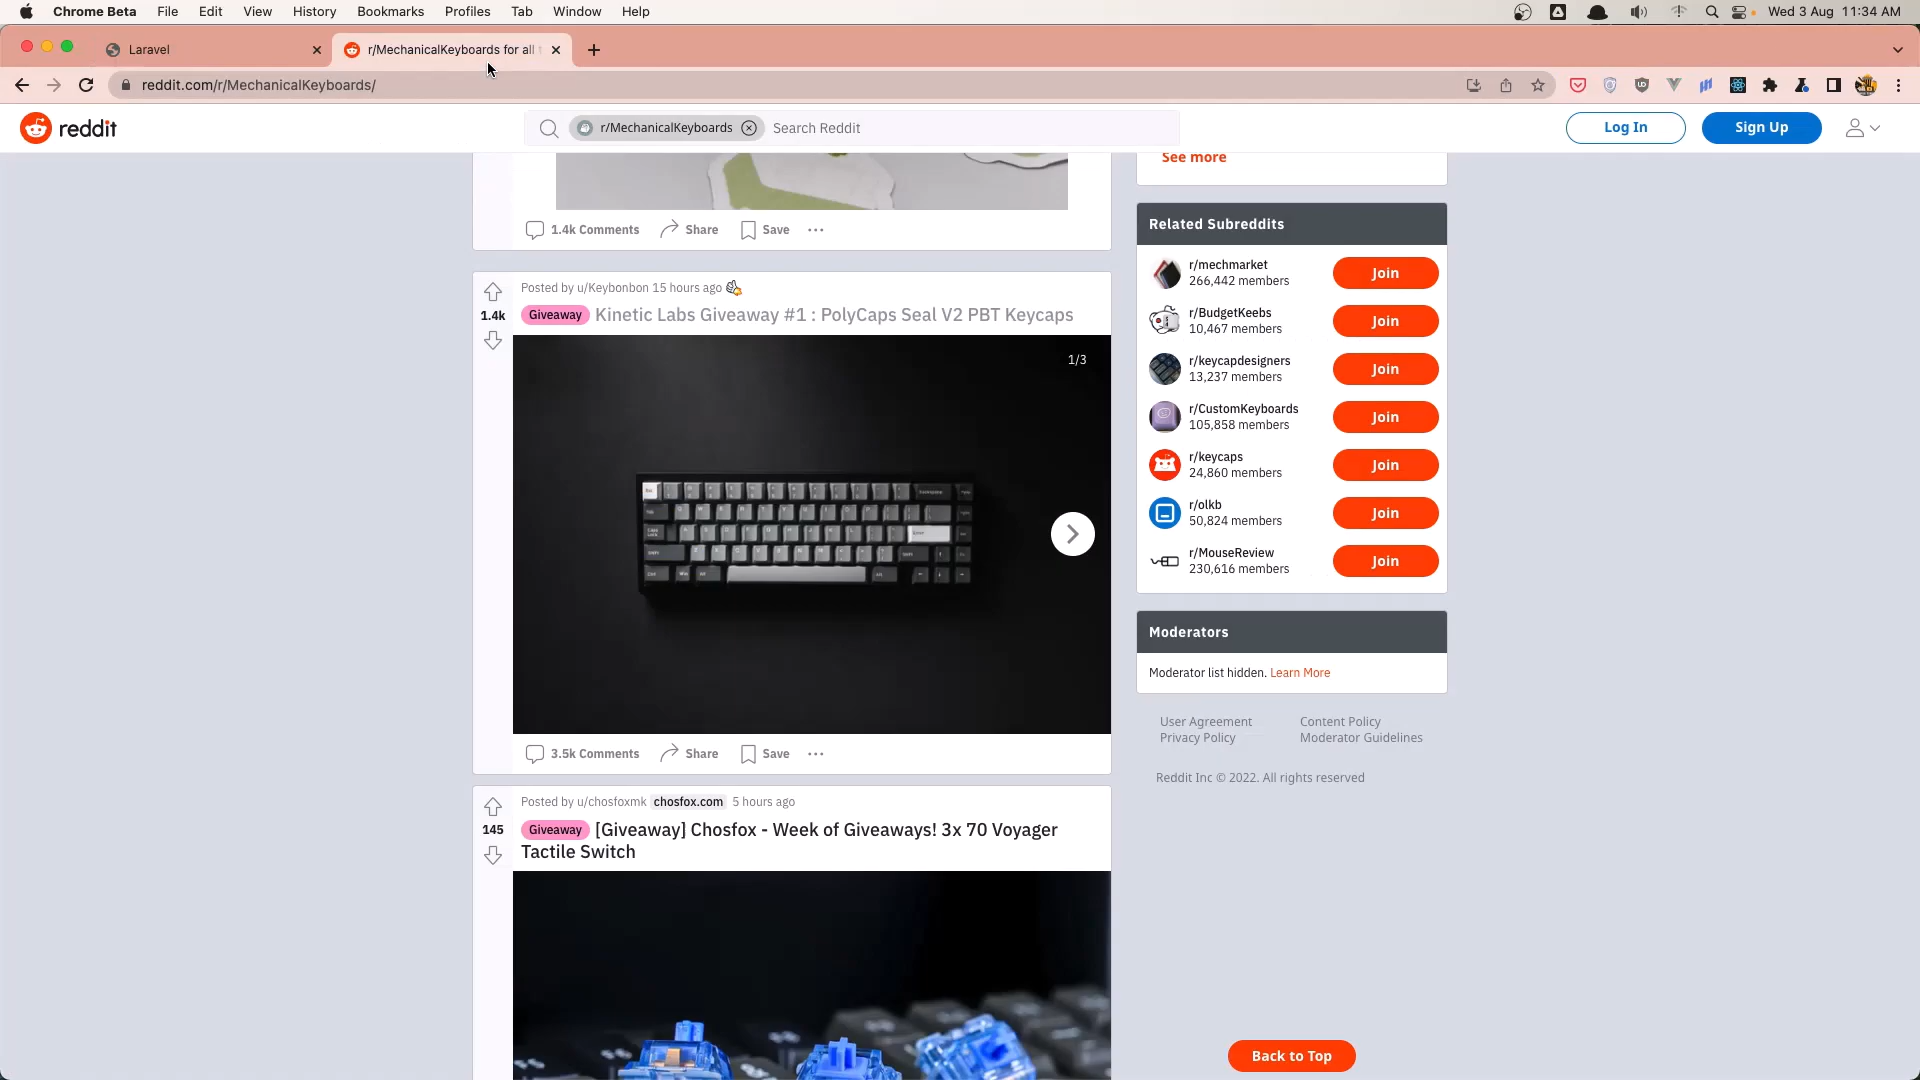 Chrome Beta File Edit View History Bookmarks Profiles Tab Window Help Wed 3 Aug 11:34 AM
Laravel r/MechanicalKeyboards for all
reddit.com/r/MechanicalKeyboards/
reddit r/MechanicalKeyboards Search Reddit Log In Sign Up
1.4k Comments Share Save
Posted by u/Keybonbon 15 hours ago
1.4k
Giveaway Kinetic Labs Giveaway #1 : PolyCaps Seal V2 PBT Keycaps
1/3
3.5k Comments Share Save
Posted by u/chosfoxmk chosfox.com 5 hours ago
145
Giveaway [Giveaway] Chosfox - Week of Giveaways! 3x 70 Voyager
Tactile Switch
See more
Related Subreddits
r/mechmarket
266,442 members
Join
r/BudgetKeebs
10,467 members
Join
r/keycapdesigners
13,237 members
Join
r/CustomKeyboards
105,858 members
Join
r/keycaps
24,860 members
Join
r/olkb
50,824 members
Join
r/MouseReview
230,616 members
Join
Moderators
Moderator list hidden. Learn More
User Agreement Content Policy
Privacy Policy Moderator Guidelines
Reddit Inc © 2022. All rights reserved
Back to Top